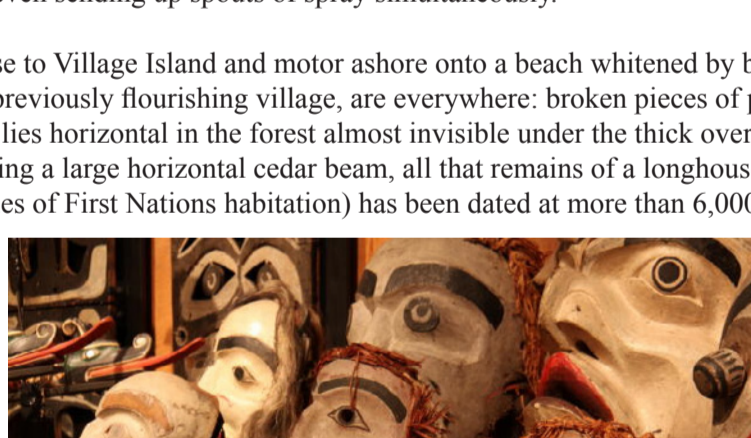 se to Village Island and motor ashore onto a beach whitened by b
previously flourishing village, are everywhere: broken pieces of
lies horizontal in the forest almost invisible under the thick over
ing a large horizontal cedar beam, all that remains of a longhous
es of First Nations habitation) has been dated at more than 6,000